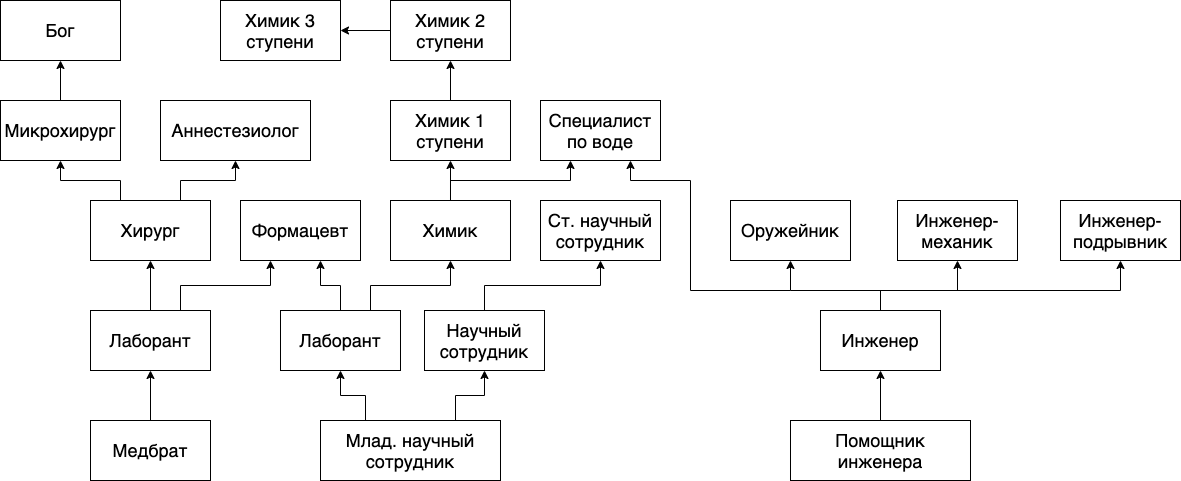 Бог
Химик 3
ступени
Химик 2
ступени
Микрохирург
Аннестезиолог
Химик 1
ступени
Специалист
по воде
Хирург
Формацевт
Химик
Ст. научный
сотрудник
Оружейник
Инженер-
механик
Инженер-
подрывник
Лаборант
Лаборант
Научный
сотрудник
Инженер
Медбрат
Млад. научный
сотрудник
Помощник
инженера